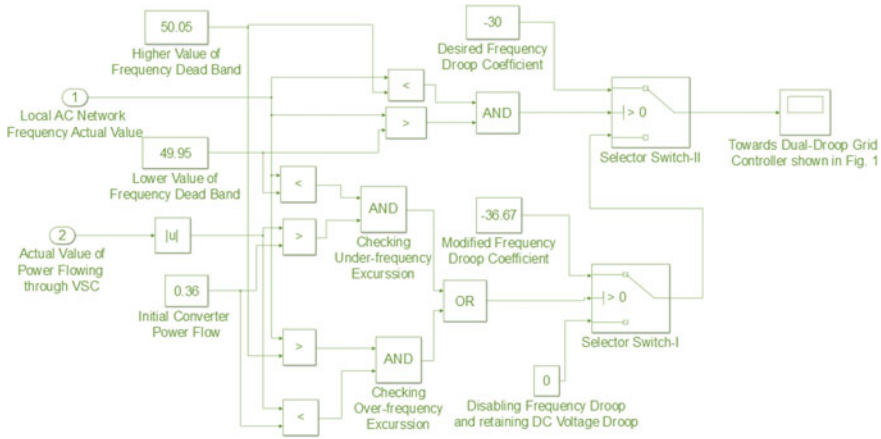 50.05
Higher Value of
Frequency Dead Band
1
Local AC Network
Frequency Actual Value
49.95
Lower Value of
Frequency Dead Band
2
Actual Value of
Power Flowing
through VSC
|u|
0.36
Initial Converter
Power Flow
<
>
AND
-30
Desired Frequency
Droop Coefficient
> 0
Selector Switch-II
Towards Dual-Droop Grid
Controller shown in Fig. 1
<
>
AND
Checking
Under-frequency
Excurssion
-36.67
Modified Frequency
Droop Coefficient
OR
> 0
Selector Switch-I
>
<
AND
Checking
Over-frequency
Excurssion
0
Disabling Frequency Droop
and retaining DC Voltage Droop